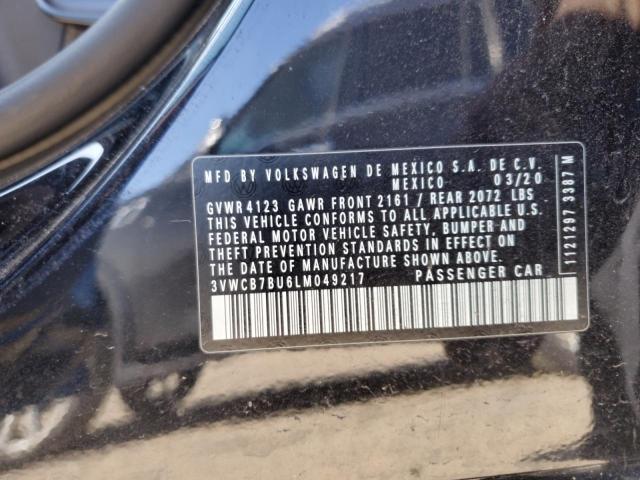 MFD BY VOLKSWAGEN DE MEXICO S.A. DE C.V.
MEXICO 03/20
GVWR 4123 GAWR FRONT 2161 / REAR 2072 LBS
THIS VEHICLE CONFORMS TO ALL APPLICABLE U.S.
FEDERAL MOTOR VEHICLE SAFETY, BUMPER AND
THEFT PREVENTION STANDARDS IN EFFECT ON
THE DATE OF MANUFACTURE SHOWN ABOVE.
3VWCB7BU6LM049217 PASSENGER CAR
11211297 3387 M